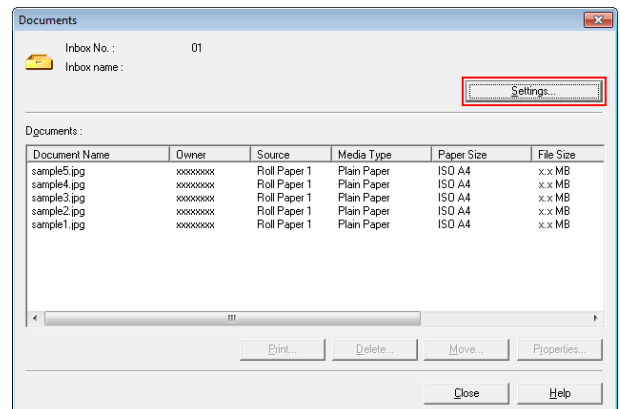 Documents
Inbox No. : 01
Inbox name :
Settings...
Documents :
Document Name Owner Source Media Type Paper Size File Size
sample5.jpg xxxxxxxx Roll Paper 1 Plain Paper ISO A4 x.x MB
sample4.jpg xxxxxxxx Roll Paper 1 Plain Paper ISO A4 x.x MB
sample3.jpg xxxxxxxx Roll Paper 1 Plain Paper ISO A4 x.x MB
sample2.jpg xxxxxxxx Roll Paper 1 Plain Paper ISO A4 x.x MB
sample1.jpg xxxxxxxx Roll Paper 1 Plain Paper ISO A4 x.x MB
Print... Delete... Move... Properties...
Close Help